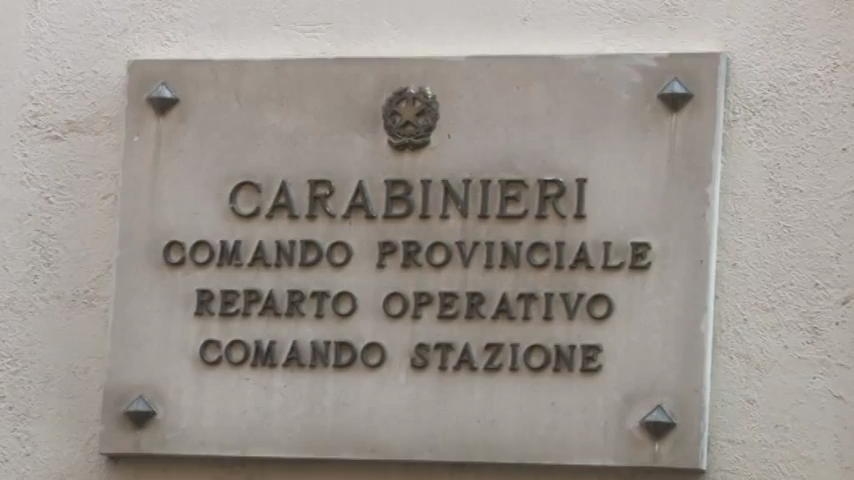 CARABINIERI
COMANDO PROVINCIALE
REPARTO OPERATIVO
COMANDO STAZIONE